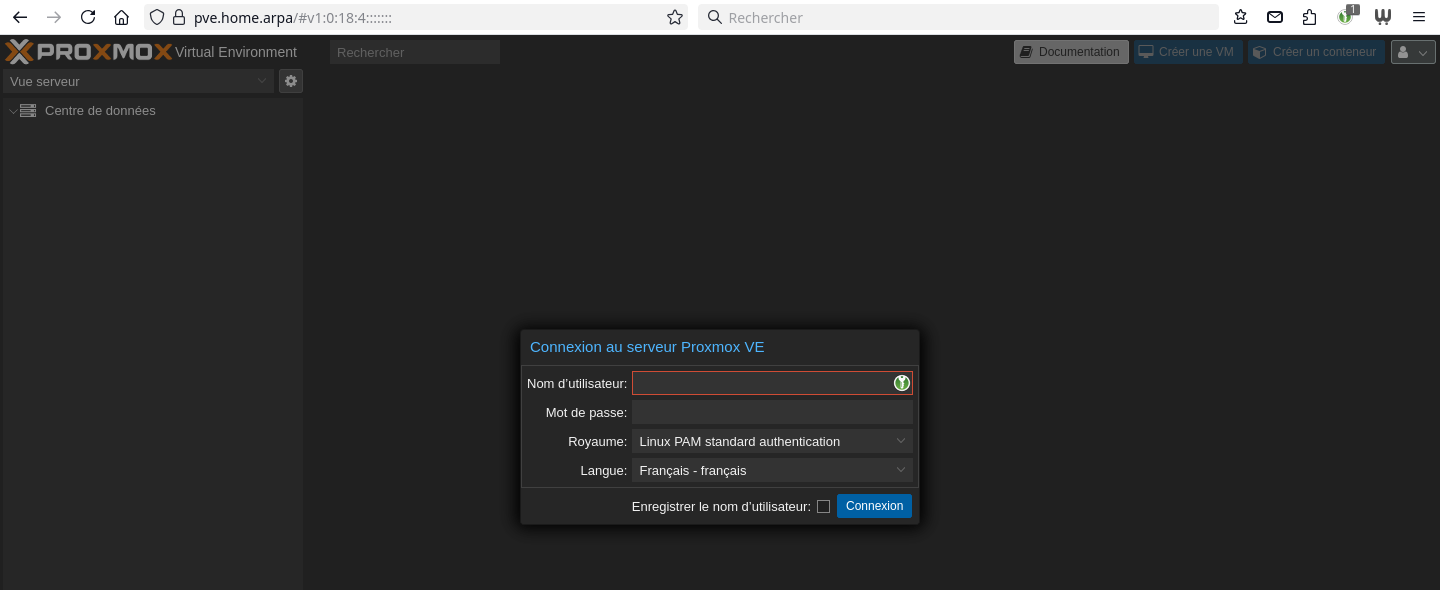 pve.home.arpa/#v1:0:18:4:::::::
Rechercher
1
PROXMOX Virtual Environment
Rechercher
Documentation
Créer une VM
Créer un conteneur
Vue serveur
Centre de données
Connexion au serveur Proxmox VE
Nom d’utilisateur:
Mot de passe:
Royaume: Linux PAM standard authentication
Langue: Français - français
Enregistrer le nom d’utilisateur: Connexion